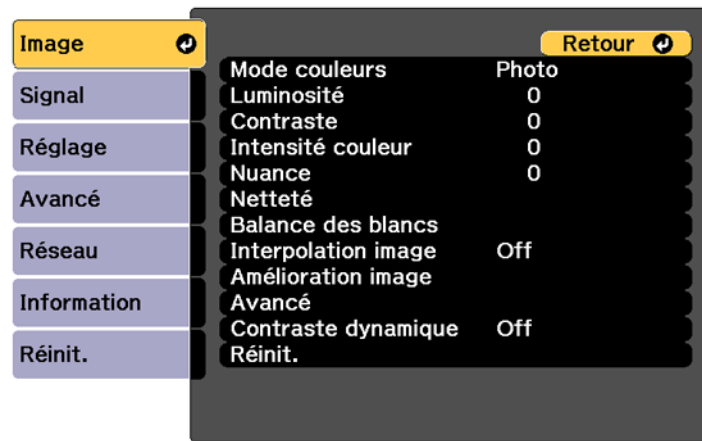 Image
Signal
Réglage
Avancé
Réseau
Information
Réinit.
Retour
Mode couleurs Photo
Luminosité 0
Contraste 0
Intensité couleur 0
Nuance 0
Netteté
Balance des blancs
Interpolation image Off
Amélioration image
Avancé
Contraste dynamique Off
Réinit.